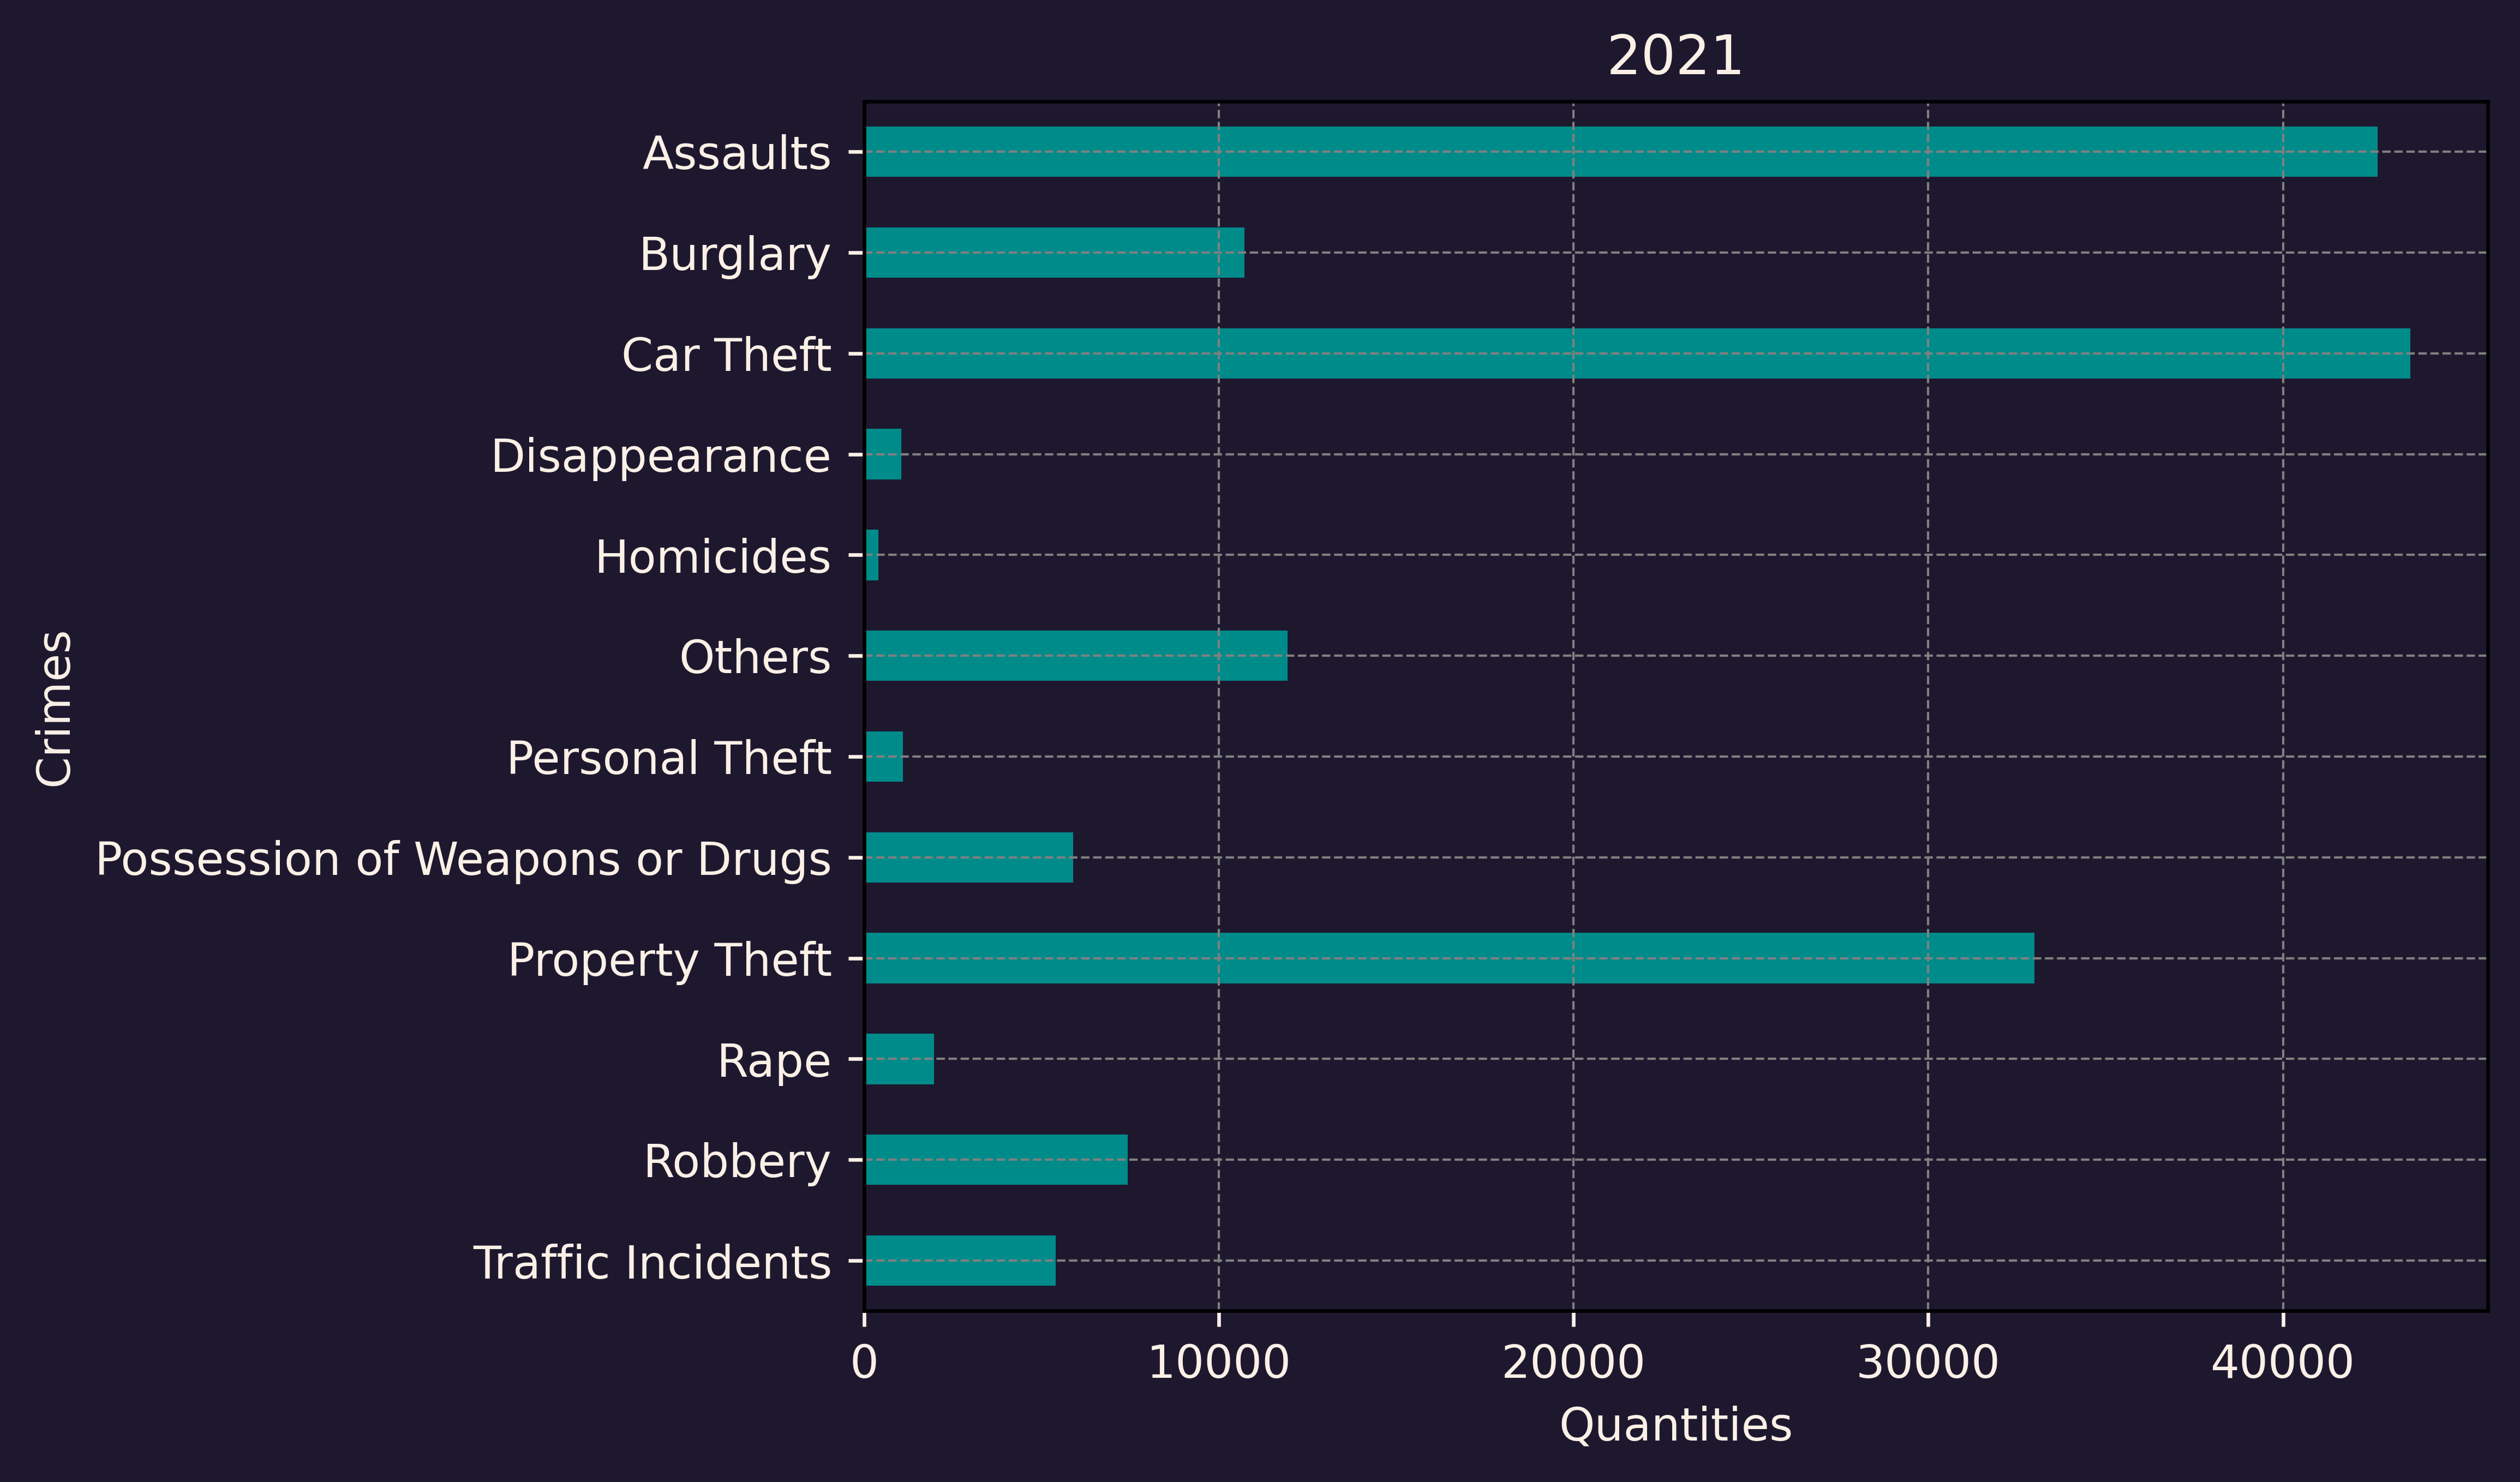 2021
Assaults
Burglary
Car Theft
Disappearance
Homicides
Others
Personal Theft
Possession of Weapons or Drugs
Property Theft
Rape
Robbery
Traffic Incidents
Crimes
0 10000 20000 30000 40000
Quantities